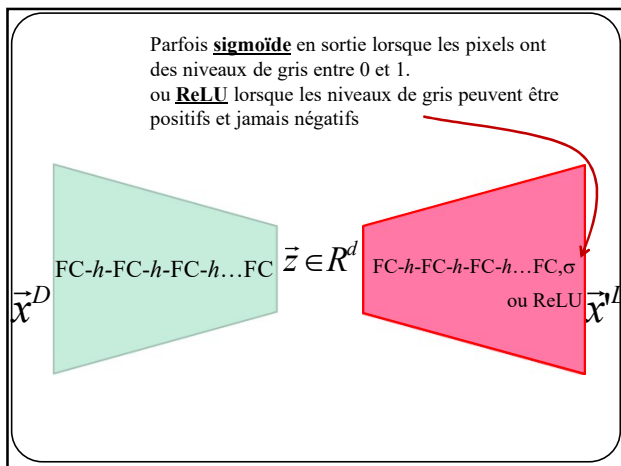 Parfois sigmoïde en sortie lorsque les pixels ont
des niveaux de gris entre 0 et 1.
ou ReLU lorsque les niveaux de gris peuvent être
positifs et jamais négatifs
FC-h-FC-h-FC-h…FC
z⃗ ∈ R^d
FC-h-FC-h-FC-h…FC,σ
ou ReLU
x⃗^D
x⃗'